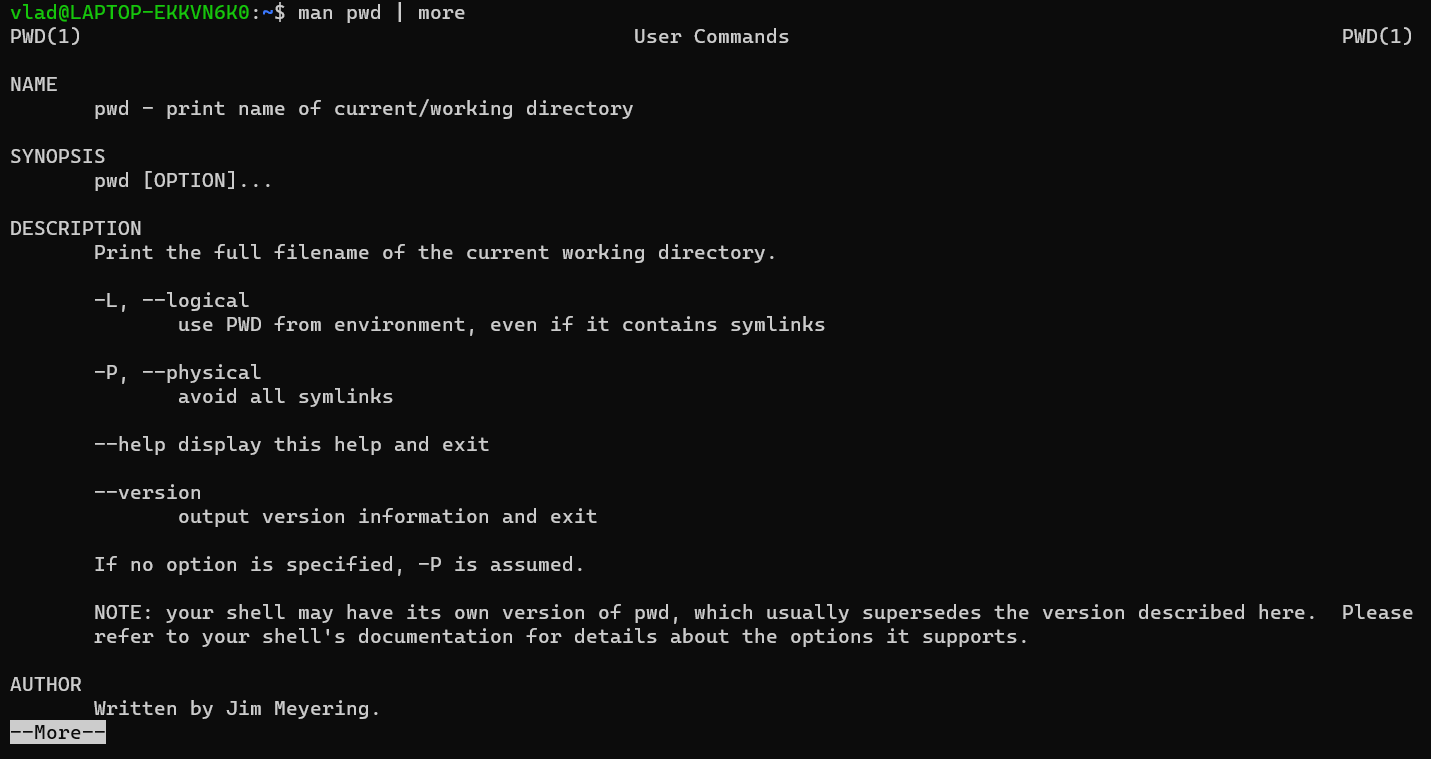 vlad@LAPTOP-EKKVN6K0:~$ man pwd | more
PWD(1) User Commands PWD(1)
NAME
pwd - print name of current/working directory
SYNOPSIS
pwd [OPTION]...
DESCRIPTION
Print the full filename of the current working directory.
-L, --logical
use PWD from environment, even if it contains symlinks
-P, --physical
avoid all symlinks
--help display this help and exit
--version
output version information and exit
If no option is specified, -P is assumed.
NOTE: your shell may have its own version of pwd, which usually supersedes the version described here.  Please
refer to your shell's documentation for details about the options it supports.
AUTHOR
Written by Jim Meyering.
--More--